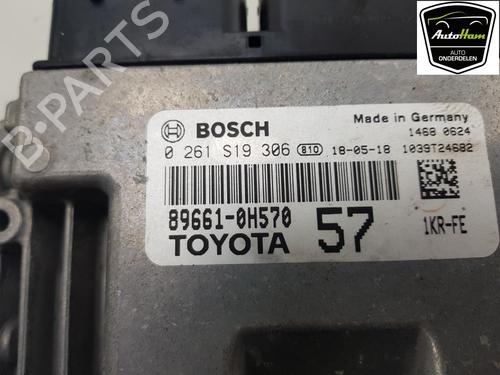 AutoHam
AUTO
ONDERDELEN
B-PARTS
BOSCH
Made in Germany
1468 0624
0 261 S19 306 B10 18-05-18 1039T24682
89661-0H570
TOYOTA 57 1KR-FE